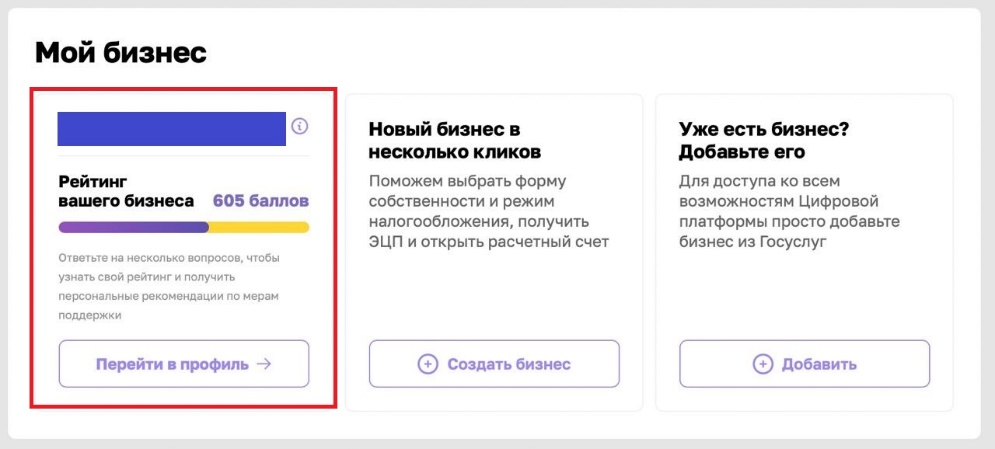 Мой бизнес
Рейтинг
вашего бизнеса 605 баллов
Ответьте на несколько вопросов, чтобы
узнать свой рейтинг и получить
персональные рекомендации по мерам
поддержки
Перейти в профиль →
Новый бизнес в
несколько кликов
Поможем выбрать форму
собственности и режим
налогообложения, получить
ЭЦП и открыть расчетный счет
Создать бизнес
Уже есть бизнес?
Добавьте его
Для доступа ко всем
возможностям Цифровой
платформы просто добавьте
бизнес из Госуслуг
Добавить